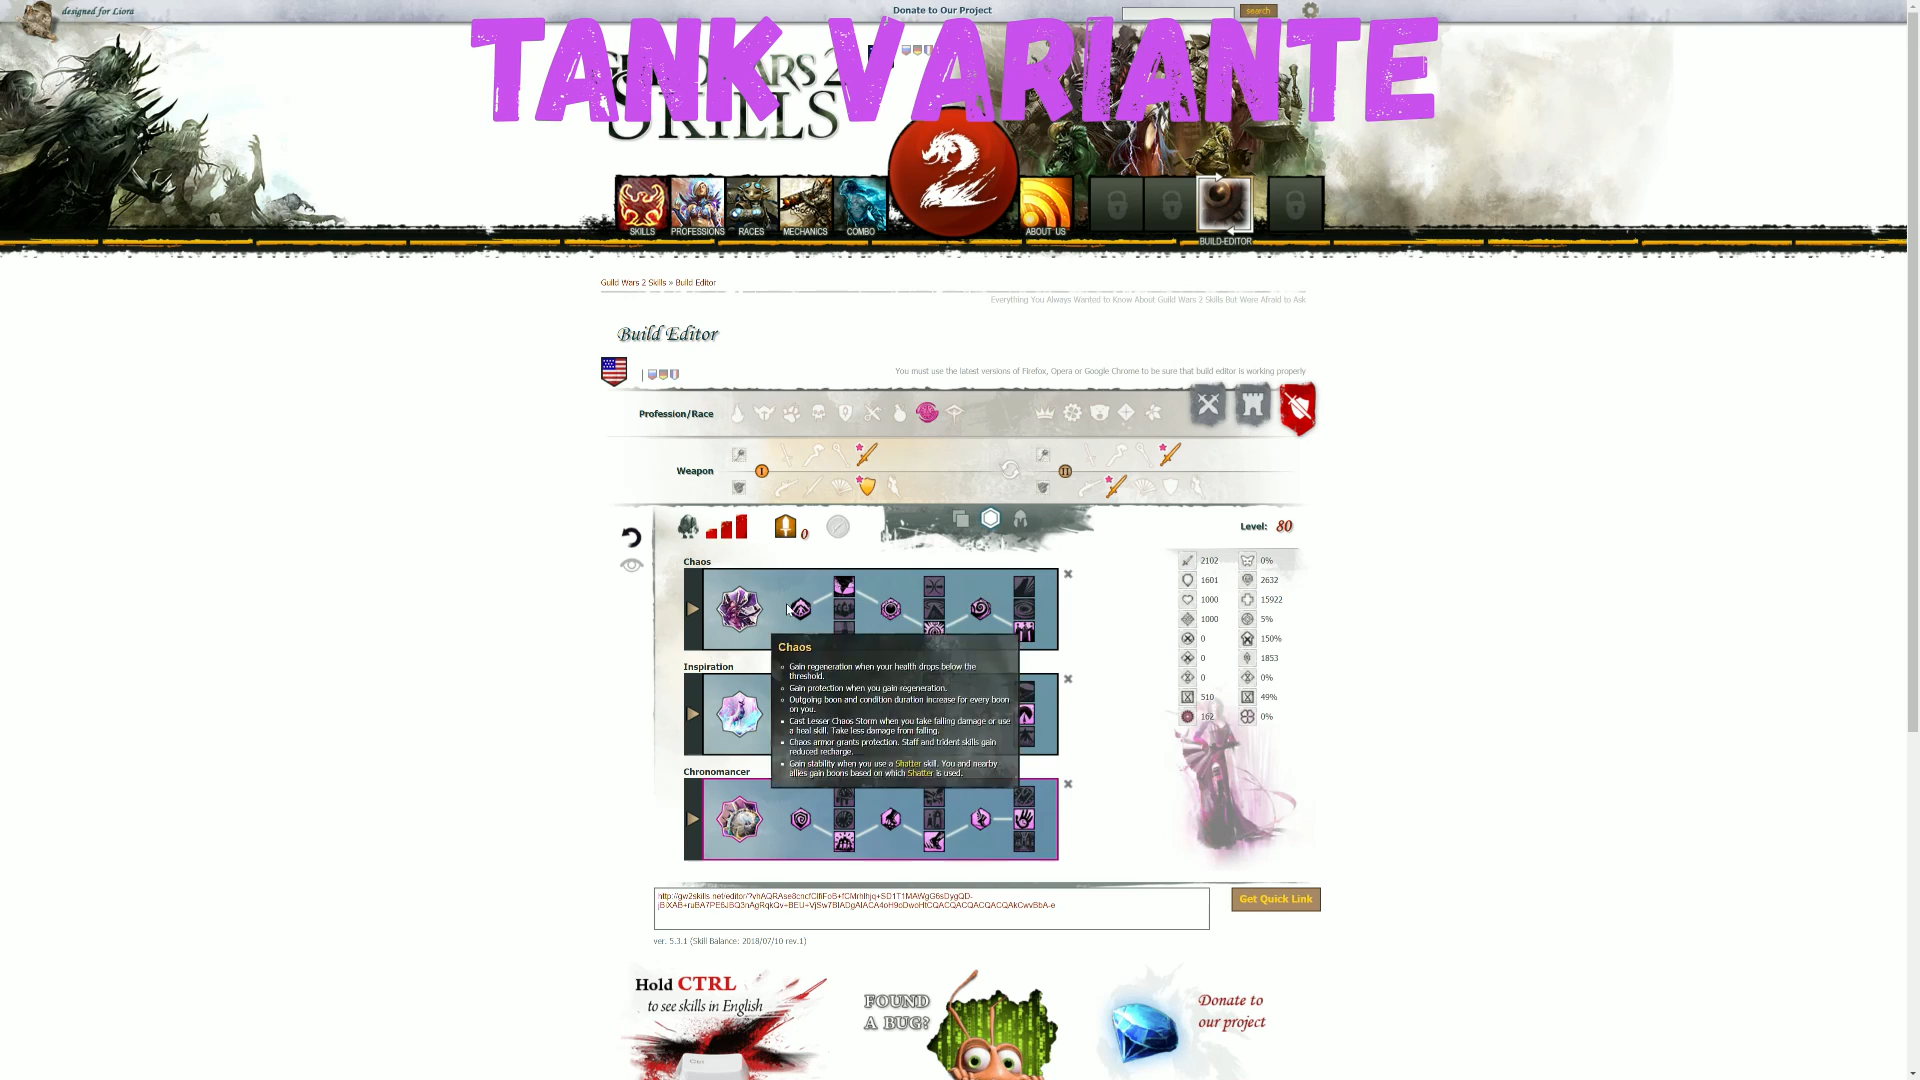 designed for Liora
Donate to Our Project
search
TANK VARIANTE
GUILD WARS 2
SKILLS
2
SKILLS
PROFESSIONS
RACES
MECHANICS
COMBO
ABOUT US
BUILD-EDITOR
Guild Wars 2 Skills » Build Editor
Everything You Always Wanted to Know About Guild Wars 2 Skills But Were Afraid to Ask
Build Editor
You must use the latest versions of Firefox, Opera or Google Chrome to be sure that build editor is working properly
Profession/Race
Weapon
I
II
0
Level: 80
Chaos
2102 0%
1601 2632
1000 15922
1000 5%
0 150%
0 1853
0 0%
510 49%
162 0%
Chaos
Gain regeneration when your health drops below the
threshold.
Gain protection when you gain regeneration.
Outgoing boon and condition duration increase for every boon
on you.
Cast Lesser Chaos Storm when you take falling damage or use
a heal skill. Take less damage from falling.
Chaos armor grants protection. Staff and trident skills gain
reduced recharge.
Gain stability when you use a Shatter skill. You and nearby
allies gain boons based on which Shatter is used.
Inspiration
Chronomancer
Get Quick Link
ver. 5.3.1 (Skill Balance: 2018/07/10 rev.1)
Hold CTRL
to see skills in English
Ctrl
FOUND
A BUG?
Donate to
our project